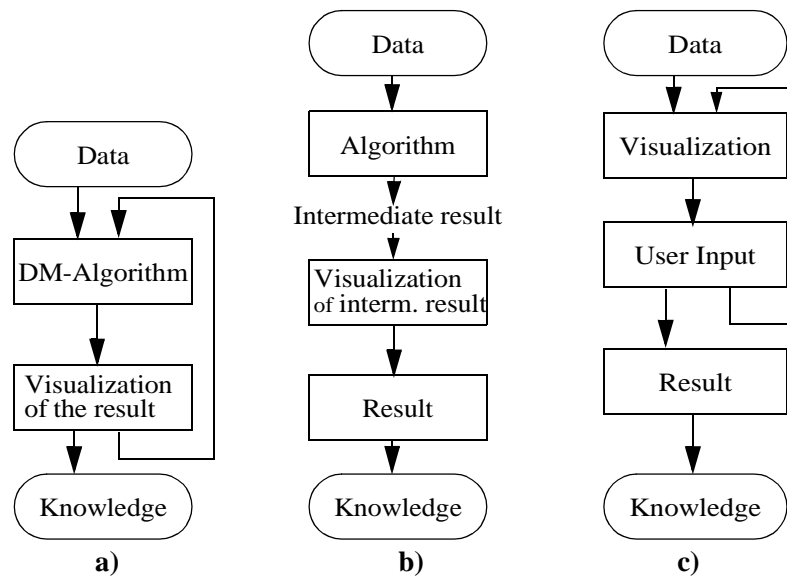 Data
DM-Algorithm
Visualization
of the result
Knowledge
a)
Data
Algorithm
Intermediate result
Visualization
of interm. result
Result
Knowledge
b)
Data
Visualization
User Input
Result
Knowledge
c)